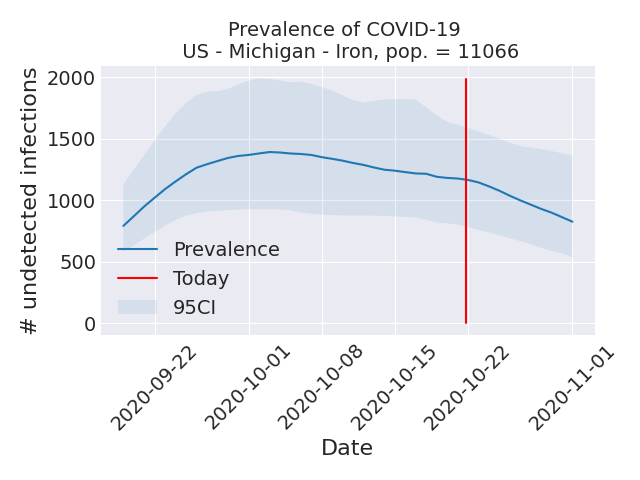 Prevalence of COVID-19
US - Michigan - Iron, pop. = 11066
# undetected infections
2000
1500
1000
500
0
Prevalence
Today
95CI
2020-09-22
2020-10-01
2020-10-08
2020-10-15
2020-10-22
2020-11-01
Date